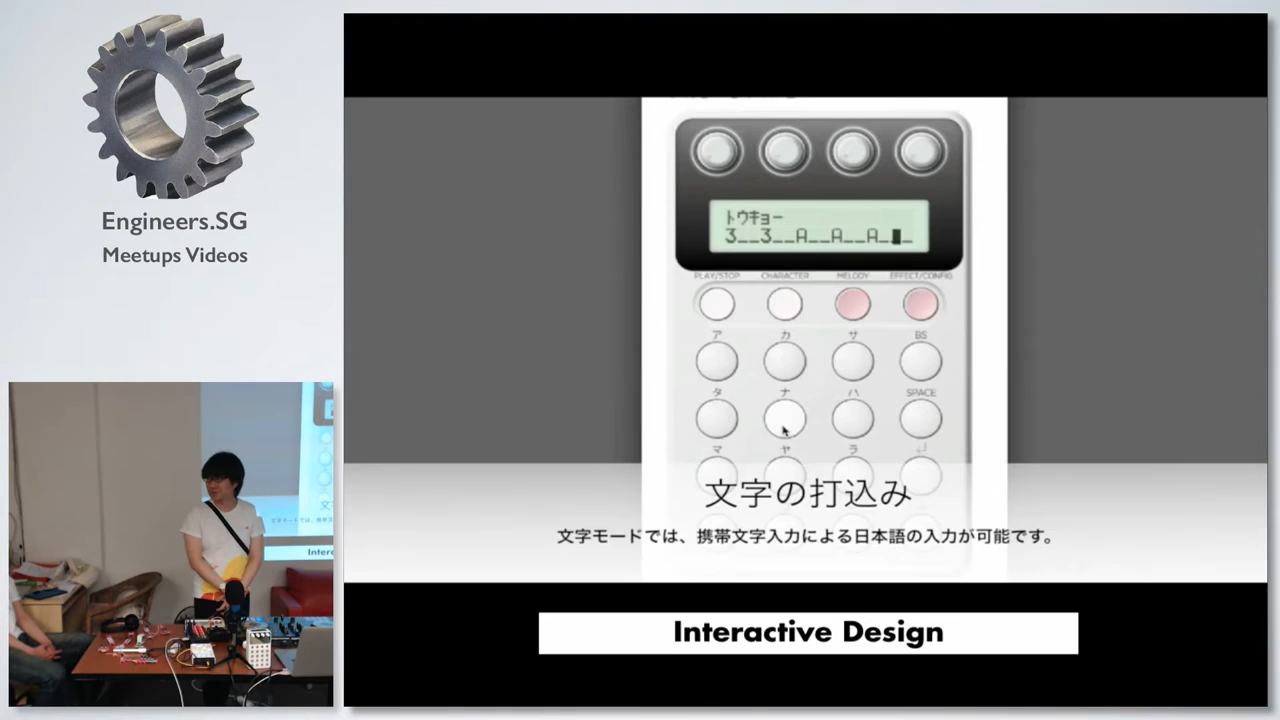 Engineers.SG
Meetups Videos
トウキョー
3__3__A__A__A_█_
PLAY/STOP CHARACTER MELODY EFFECT/CONFIG
ア カ サ BS
タ ナ ハ SPACE
マ ヤ ラ ↵
文字の打込み
文字モードでは、携帯文字入力による日本語の入力が可能です。
Interactive Design